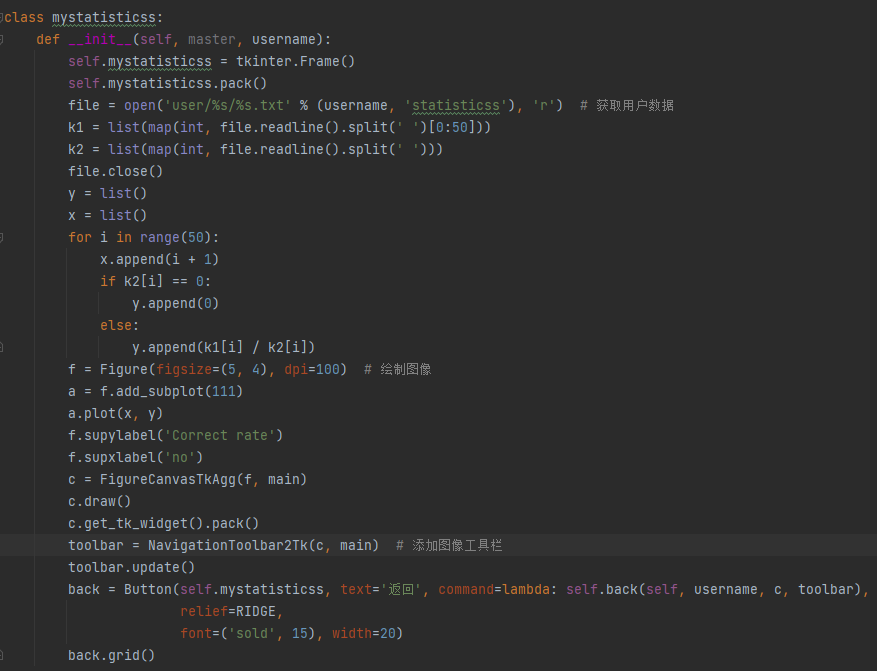 class mystatisticss:
    def __init__(self, master, username):
        self.mystatisticss = tkinter.Frame()
        self.mystatisticss.pack()
        file = open('user/%s/%s.txt' % (username, 'statisticss'), 'r')  # 获取用户数据
        k1 = list(map(int, file.readline().split(' ')[0:50]))
        k2 = list(map(int, file.readline().split(' ')))
        file.close()
        y = list()
        x = list()
        for i in range(50):
            x.append(i + 1)
            if k2[i] == 0:
                y.append(0)
            else:
                y.append(k1[i] / k2[i])
        f = Figure(figsize=(5, 4), dpi=100)  # 绘制图像
        a = f.add_subplot(111)
        a.plot(x, y)
        f.supylabel('Correct rate')
        f.supxlabel('no')
        c = FigureCanvasTkAgg(f, main)
        c.draw()
        c.get_tk_widget().pack()
        toolbar = NavigationToolbar2Tk(c, main)  # 添加图像工具栏
        toolbar.update()
        back = Button(self.mystatisticss, text='返回', command=lambda: self.back(self, username, c, toolbar),
                      relief=RIDGE,
                      font=('sold', 15), width=20)
        back.grid()